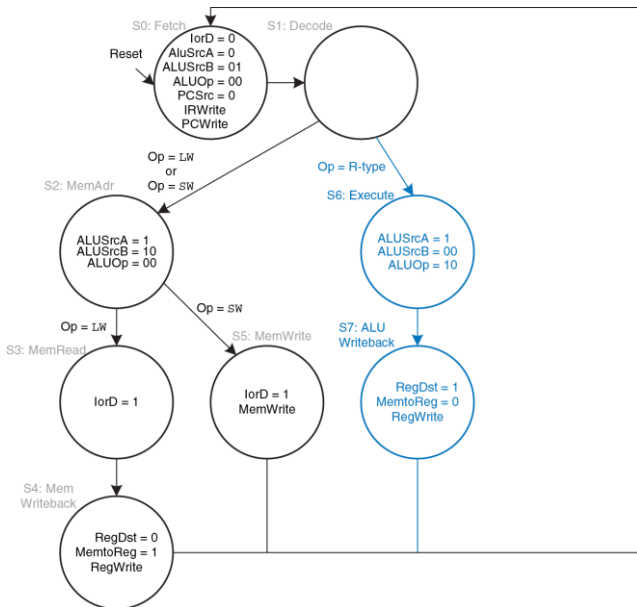 S0: Fetch
S1: Decode
Reset
IorD = 0
AluSrcA = 0
ALUSrcB = 01
ALUOp = 00
PCSrc = 0
IRWrite
PCWrite
Op = LW
or
Op = SW
Op = R-type
S2: MemAdr
S6: Execute
ALUSrcA = 1
ALUSrcB = 10
ALUOp = 00
ALUSrcA = 1
ALUSrcB = 00
ALUOp = 10
Op = SW
Op = LW
S5: MemWrite
S7: ALU
Writeback
S3: MemRead
IorD = 1
IorD = 1
MemWrite
RegDst = 1
MemtoReg = 0
RegWrite
S4: Mem
Writeback
RegDst = 0
MemtoReg = 1
RegWrite